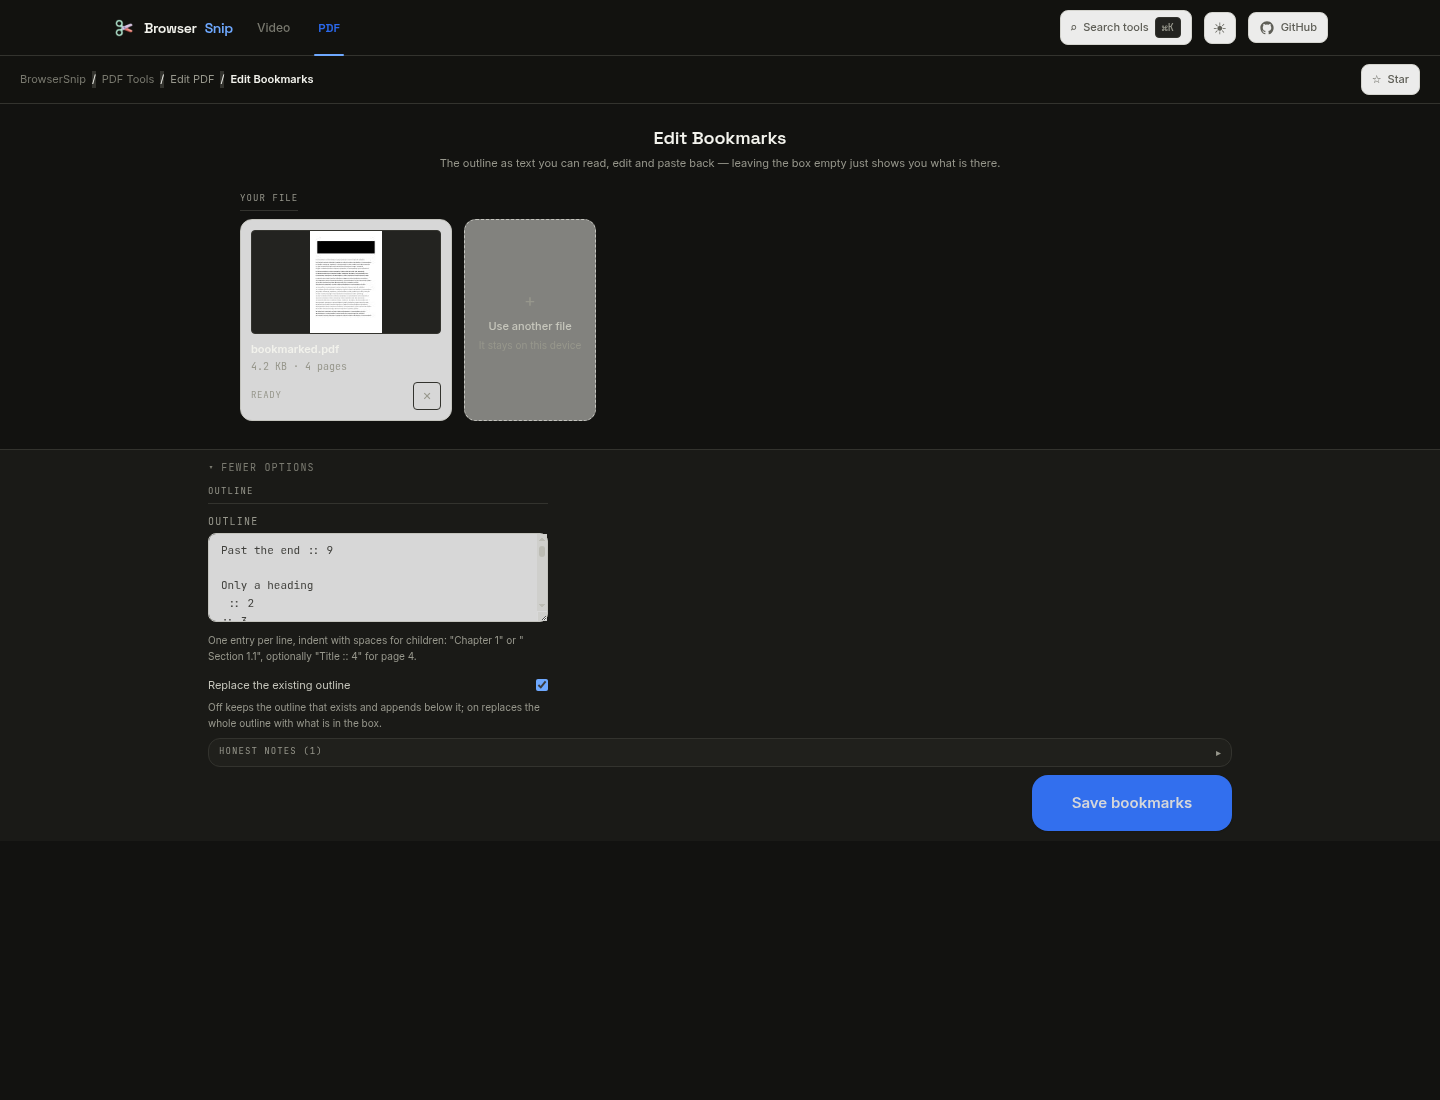 Browser Snip Video PDF
Search tools ⌘K
GitHub
BrowserSnip / PDF Tools / Edit PDF / Edit Bookmarks
☆ Star
Edit Bookmarks
The outline as text you can read, edit and paste back — leaving the box empty just shows you what is there.
YOUR FILE
bookmarked.pdf
4.2 KB · 4 pages
READY
×
+
Use another file
It stays on this device
▾ FEWER OPTIONS
OUTLINE
OUTLINE
Past the end :: 9
Only a heading
:: 2
:: 3
One entry per line, indent with spaces for children: "Chapter 1" or "
Section 1.1", optionally "Title :: 4" for page 4.
Replace the existing outline
Off keeps the outline that exists and appends below it; on replaces the
whole outline with what is in the box.
HONEST NOTES (1) ▸
Save bookmarks